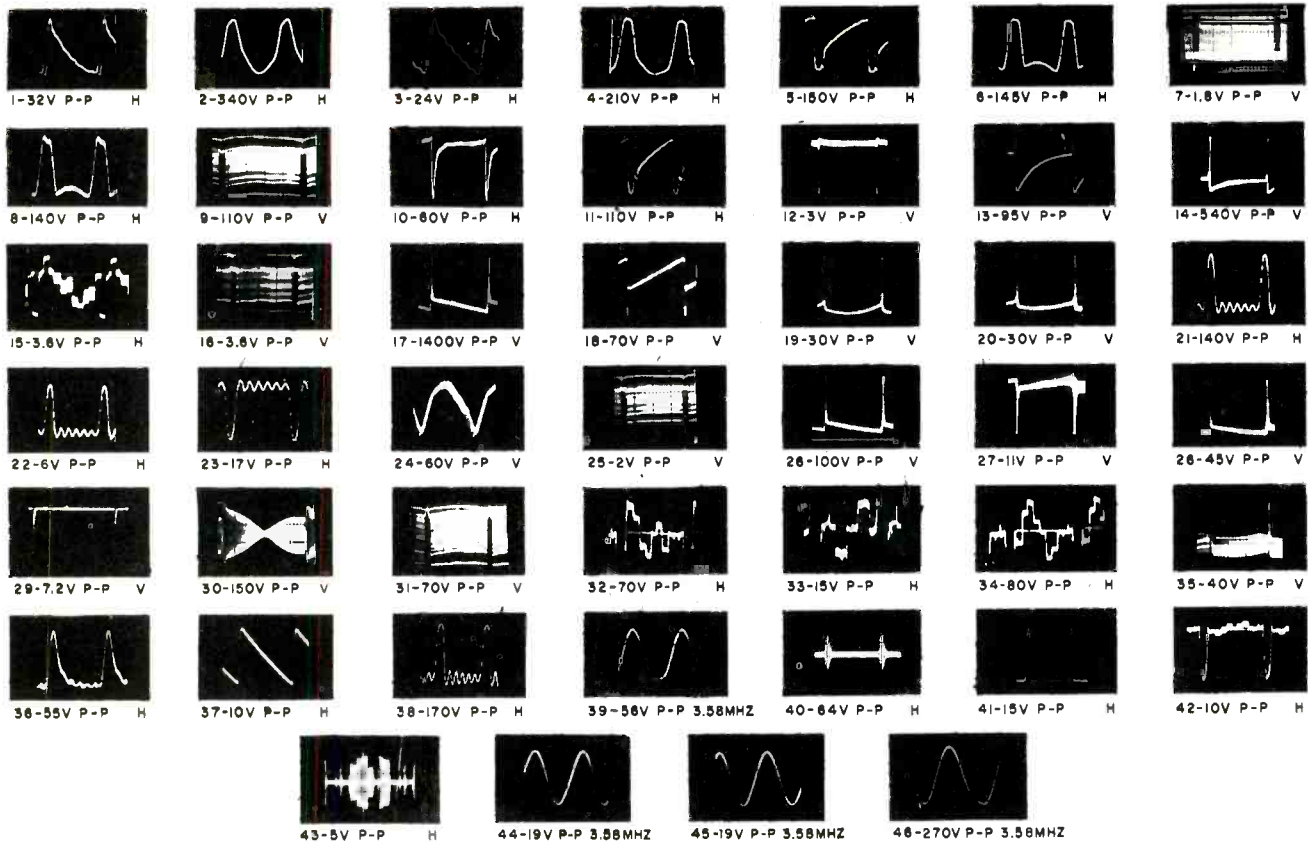 1-32V P-P H 2-340V P-P H 3-24V P-P H 4-210V P-P H 5-150V P-P H 6-145V P-P H 7-1.8V P-P V
8-140V P-P H 9-110V P-P V 10-60V P-P H 11-110V P-P H 12-3V P-P V 13-95V P-P V 14-540V P-P V
15-3.6V P-P H 16-3.6V P-P V 17-1400V P-P V 18-70V P-P V 19-30V P-P V 20-30V P-P V 21-140V P-P H
22-6V P-P H 23-17V P-P H 24-60V P-P V 25-2V P-P V 26-100V P-P V 27-11V P-P V 28-45V P-P V
29-7.2V P-P V 30-150V P-P V 31-70V P-P V 32-70V P-P H 33-15V P-P H 34-80V P-P H 35-40V P-P V
36-55V P-P H 37-10V P-P H 38-170V P-P H 39-56V P-P 3.58MHZ 40-64V P-P H 41-15V P-P H 42-10V P-P H
43-5V P-P H 44-19V P-P 3.58MHZ 45-19V P-P 3.58MHZ 46-270V P-P 3.58MHZ